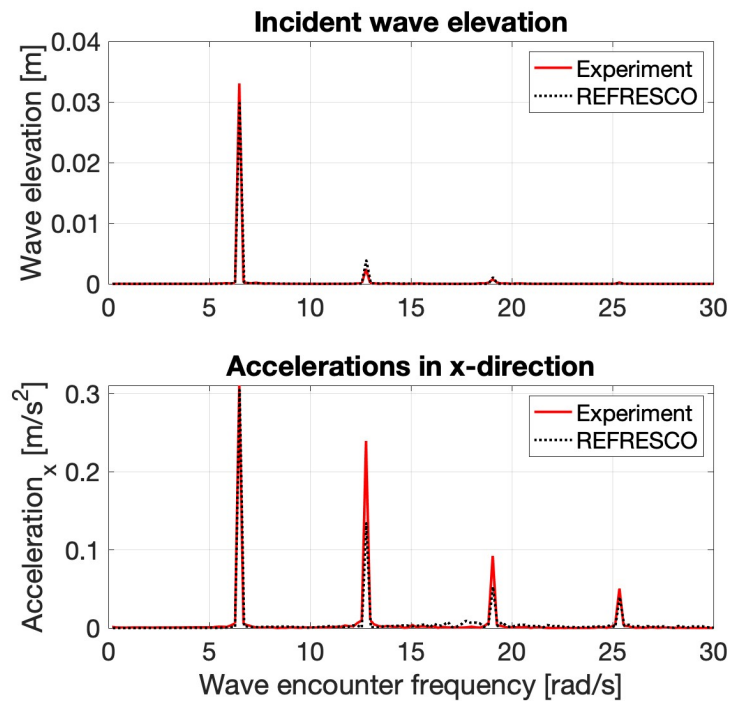 Incident wave elevation
Wave elevation [m]
0.04
0.03
0.02
0.01
0
0 5 10 15 20 25 30
Experiment
REFRESCO
Accelerations in x-direction
Acceleration_x [m/s^2]
0.3
0.2
0.1
0
0 5 10 15 20 25 30
Experiment
REFRESCO
Wave encounter frequency [rad/s]